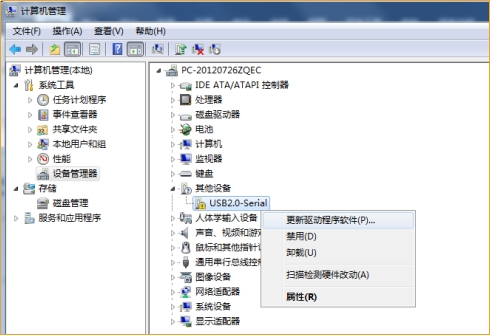 计算机管理
文件(F) 操作(A) 查看(V) 帮助(H)
计算机管理(本地)
系统工具
任务计划程序
事件查看器
共享文件夹
本地用户和组
性能
设备管理器
存储
磁盘管理
服务和应用程序
PC-20120726ZQEC
IDE ATA/ATAPI 控制器
处理器
磁盘驱动器
电池
计算机
监视器
键盘
其他设备
USB2.0-Serial
人体学输入设备
声音、视频和游
鼠标和其他指针
通用串行总线控
图像设备
网络适配器
系统设备
显示适配器
更新驱动程序软件(P)...
禁用(D)
卸载(U)
扫描检测硬件改动(A)
属性(R)